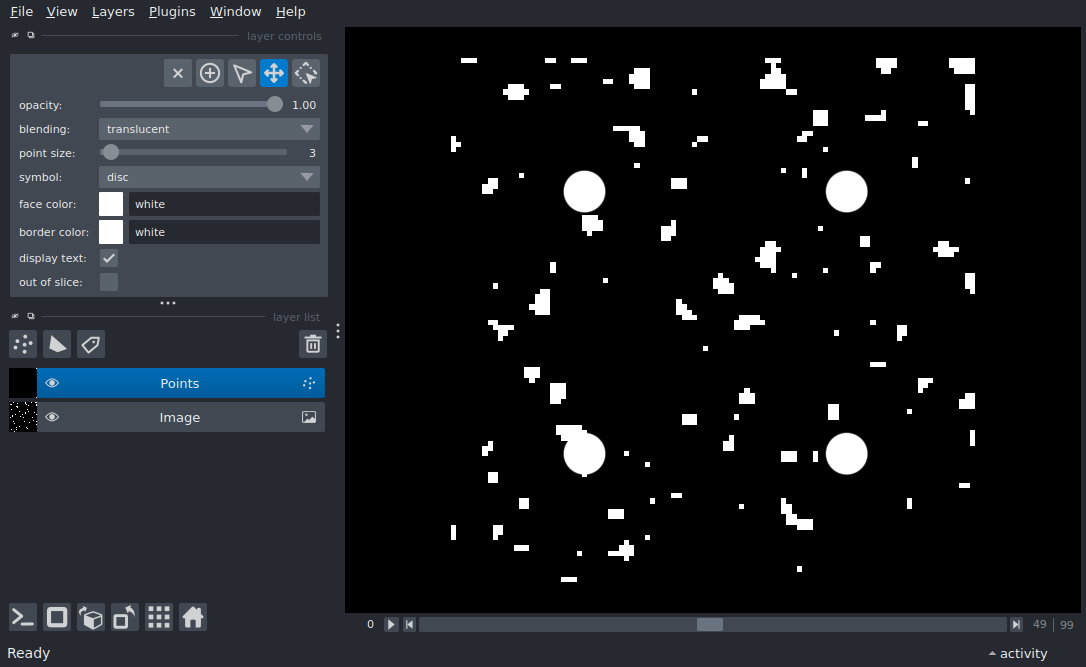 File View Layers Plugins Window Help
layer controls
opacity: 1.00
blending: translucent
point size: 3
symbol: disc
face color: white
border color: white
display text:
out of slice:
layer list
Points
Image
0 49 99
Ready activity